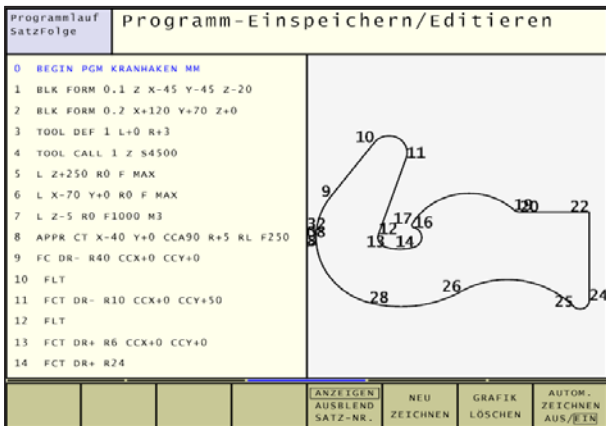 Programmlauf
SatzFolge
Programm-Einspeichern/Editieren
0 BEGIN PGM KRANHAKEN MM
1 BLK FORM 0.1 Z X-45 Y-45 Z-20
2 BLK FORM 0.2 X+120 Y+70 Z+0
3 TOOL DEF 1 L+0 R+3
4 TOOL CALL 1 Z S4500
5 L Z+250 R0 F MAX
6 L X-70 Y+0 R0 F MAX
7 L Z-5 R0 F1000 M3
8 APPR CT X-40 Y+0 CCA90 R+5 RL F250
9 FC DR- R40 CCX+0 CCY+0
10 FLT
11 FCT DR- R10 CCX+0 CCY+50
12 FLT
13 FCT DR+ R6 CCX+0 CCY+0
14 FCT DR+ R24
10
11
9
17 16
12
13 14
20
22
26
28
25
24
ANZEIGEN
AUSBLEND
SATZ-NR.
NEU
ZEICHNEN
GRAFIK
LÖSCHEN
AUTOM.
ZEICHNEN
AUS/EIN